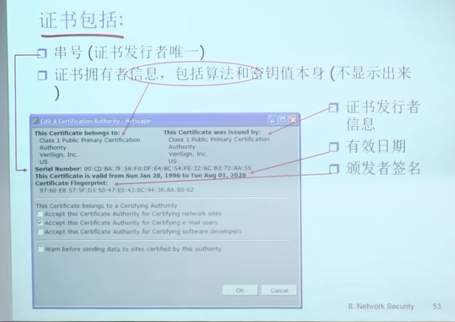 证书包括:
串号 (证书发行者唯一)
证书拥有者信息，包括算法和密钥值本身 (不显示出来
)
Edit A Certification Authority - Netscape
This Certificate belongs to:
Class 1 Public Primary Certification
Authority
VeriSign, Inc.
US
This Certificate was issued by:
Class 1 Public Primary Certification
Authority
VeriSign, Inc.
US
Serial Number: 00:CD:BA:7F:56:F0:DF:E4:BC:54:FE:22:AC:B3:72:AA:55
This Certificate is valid from Sun Jan 28, 1996 to Tue Aug 01, 2028
Certificate Fingerprint:
97:60:E8:57:5F:D3:50:47:E5:43:0C:94:36:8A:B0:62
This Certificate belongs to a Certifying Authority
Accept this Certificate Authority for Certifying network sites
Accept this Certificate Authority for Certifying e-mail users
Accept this Certificate Authority for Certifying software developers
Warn before sending data to sites certified by this authority
OK
Cancel
证书发行者
信息
有效日期
颁发者签名
8: Network Security
53